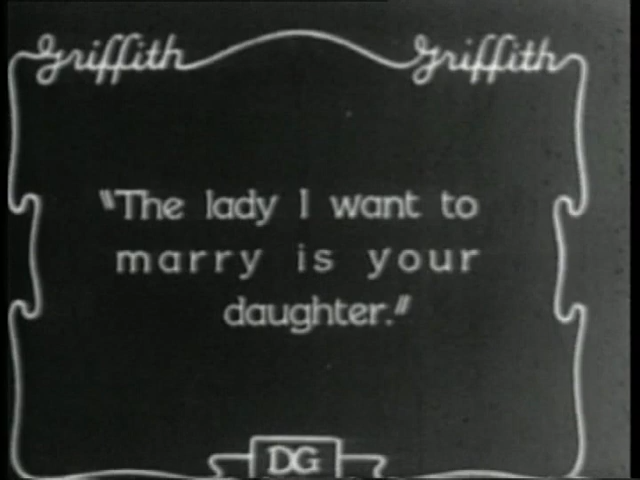 Griffith Griffith
"The lady I want to
marry is your
daughter."
DG